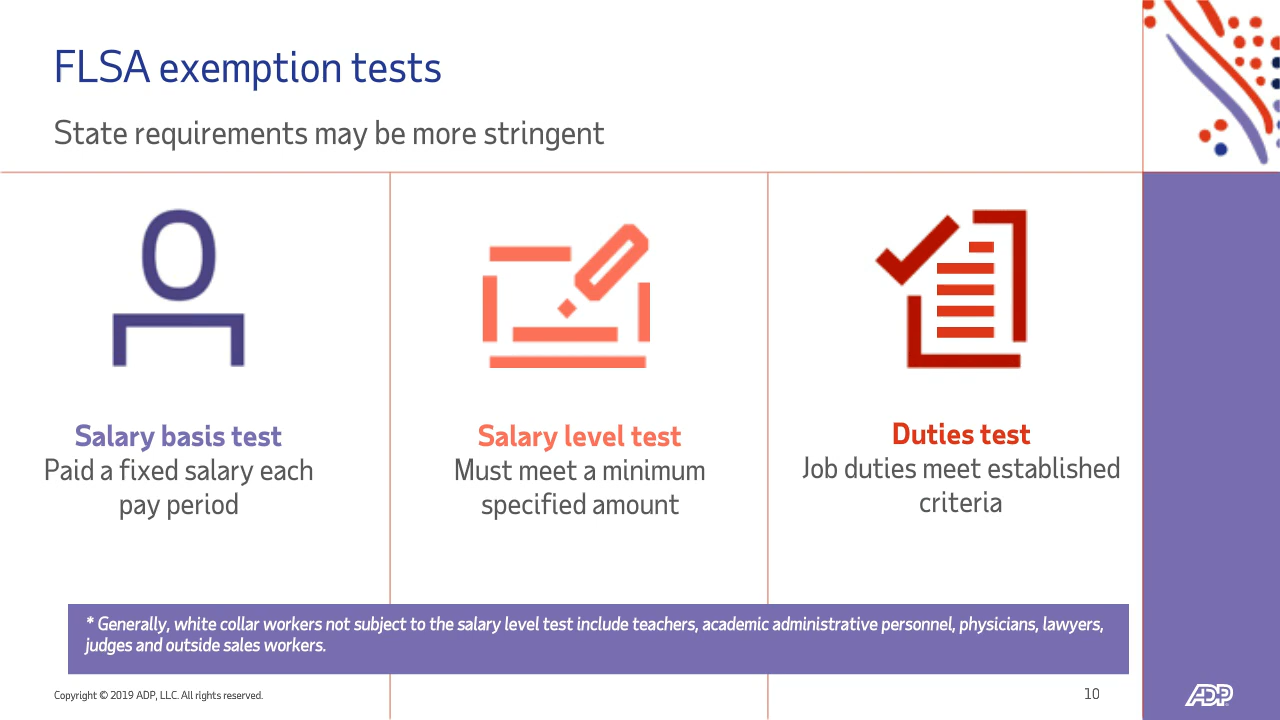 FLSA exemption tests
State requirements may be more stringent
Salary basis test
Paid a fixed salary each
pay period
Salary level test
Must meet a minimum
specified amount
Duties test
Job duties meet established
criteria
* Generally, white collar workers not subject to the salary level test include teachers, academic administrative personnel, physicians, lawyers,
judges and outside sales workers.
Copyright © 2019 ADP, LLC. All rights reserved.
10
ADP